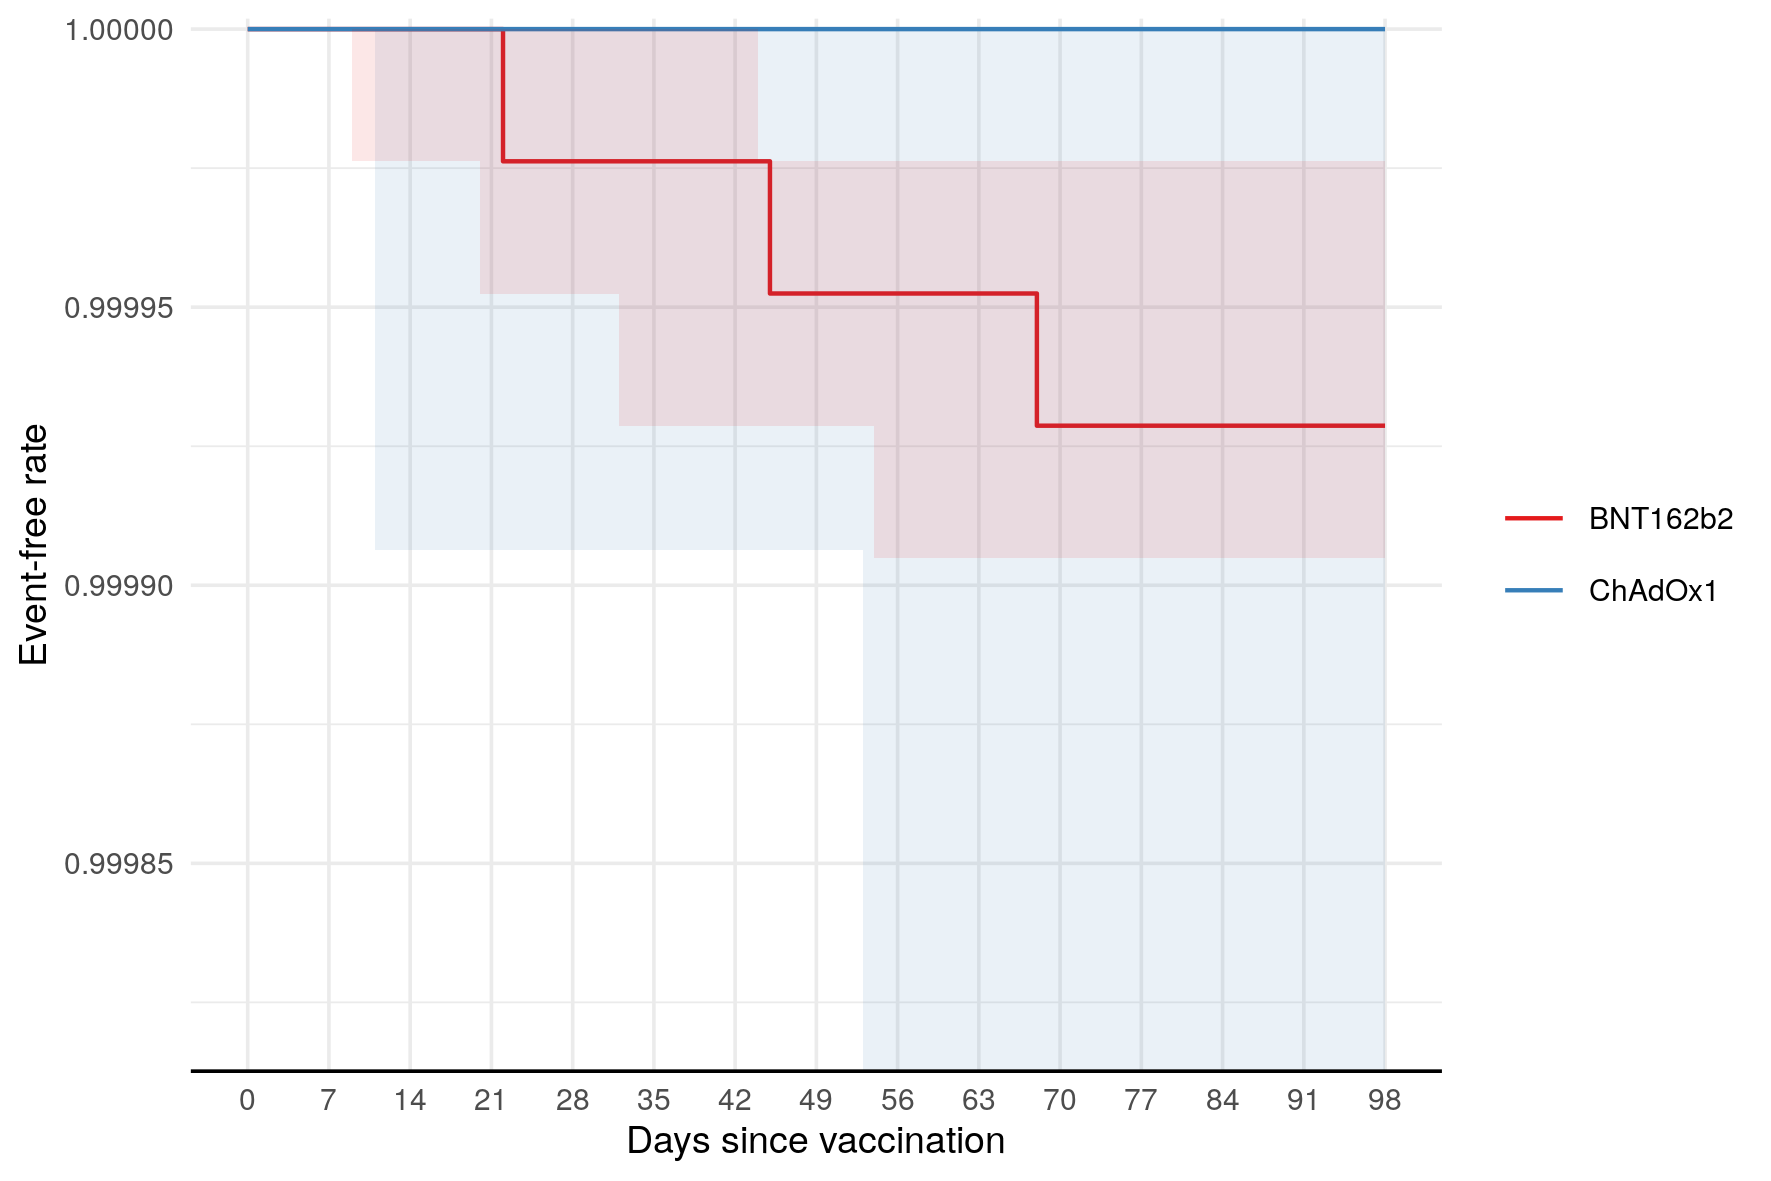 1.00000
0.99995
0.99990
0.99985
Event-free rate
0 7 14 21 28 35 42 49 56 63 70 77 84 91 98
Days since vaccination
BNT162b2
ChAdOx1